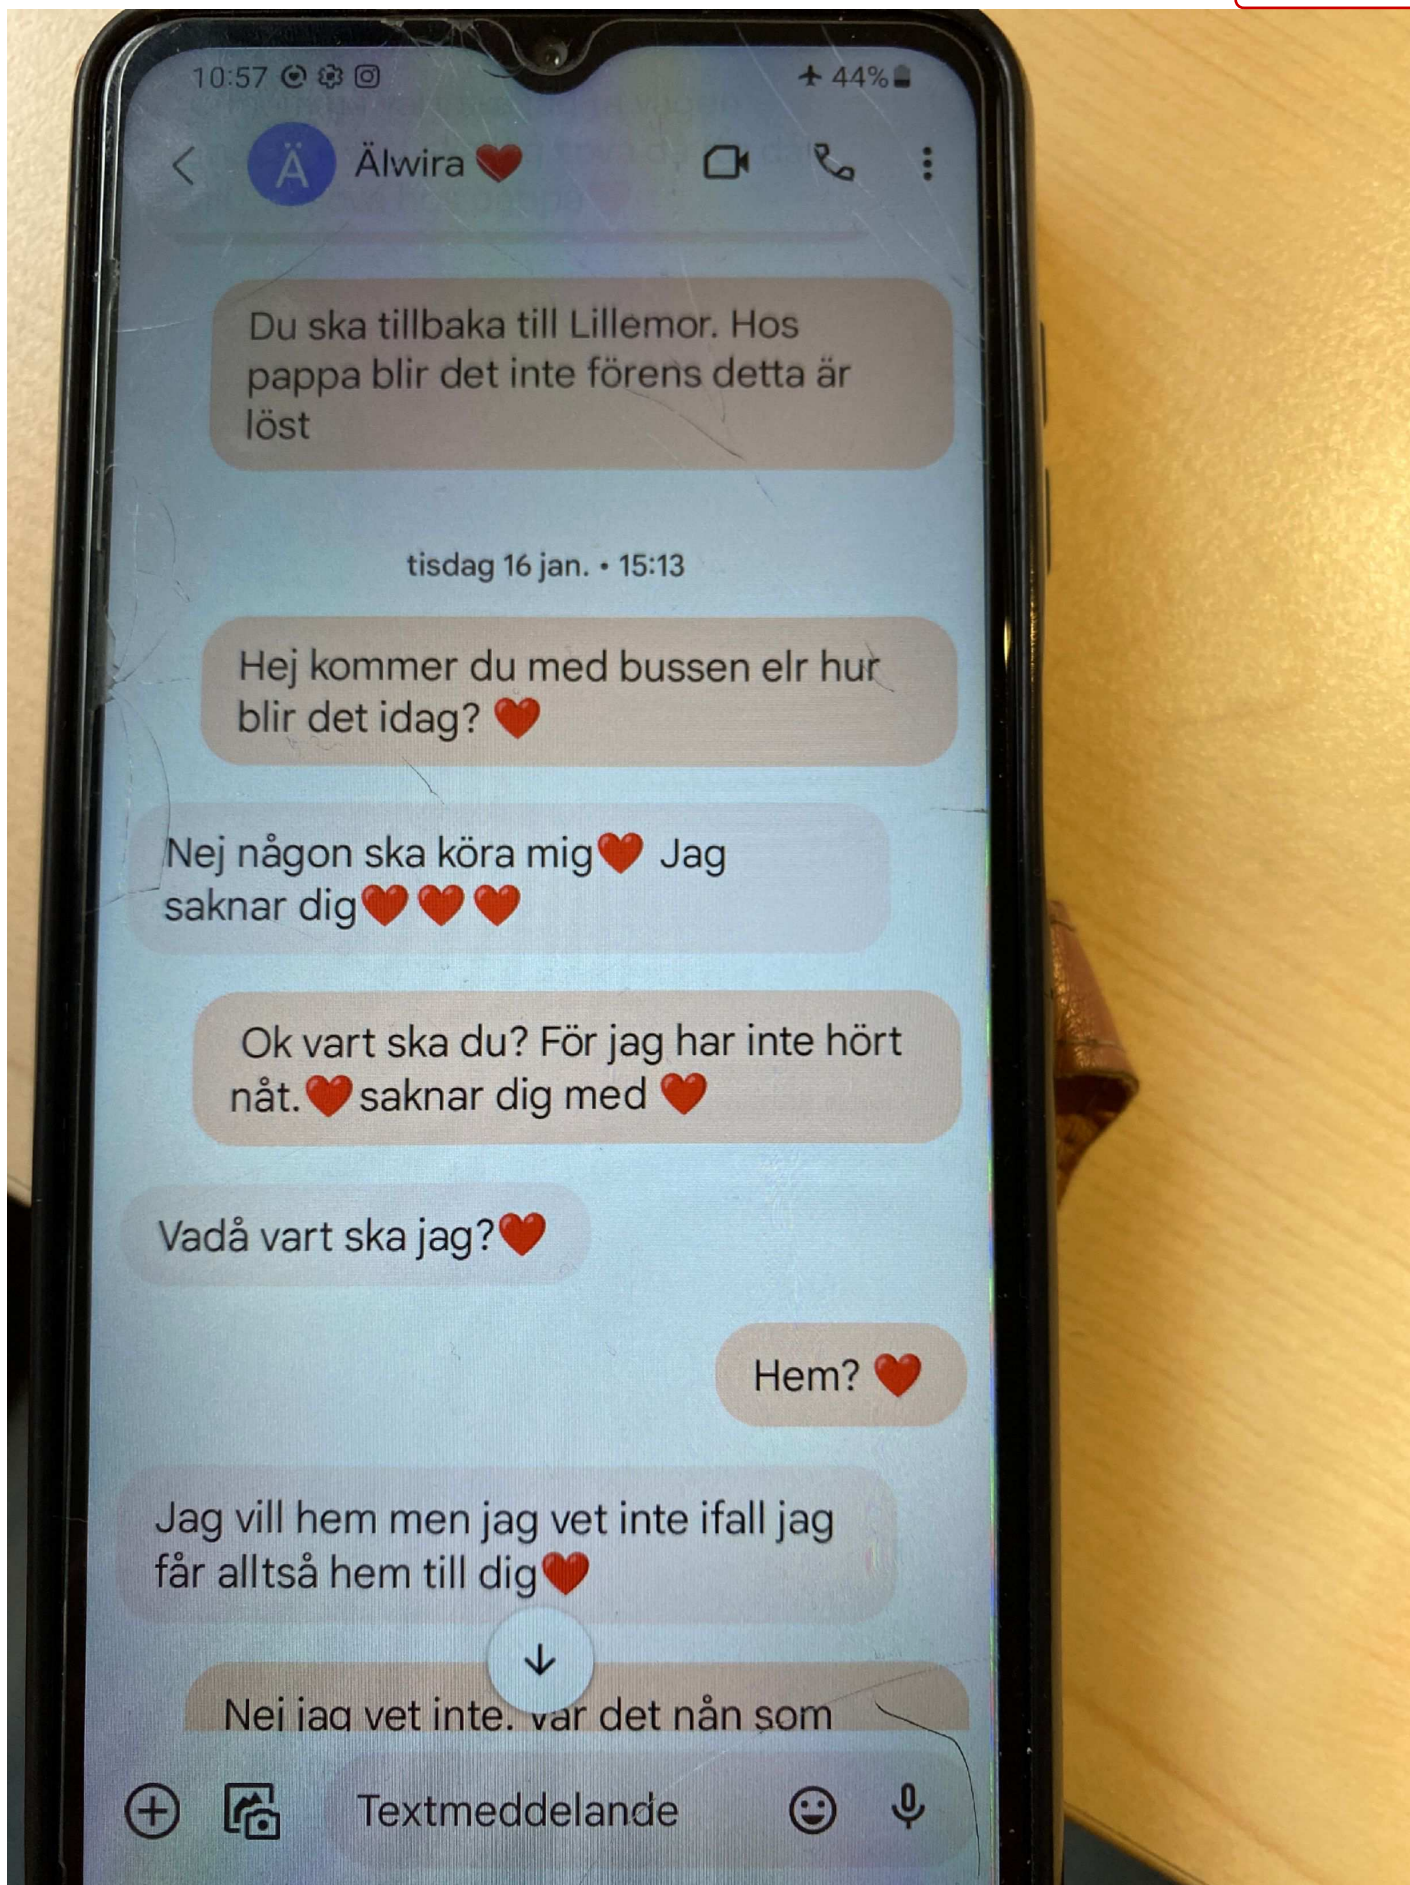 10:57 44%
Ä Älwira ❤️
Du ska tillbaka till Lillemor. Hos
pappa blir det inte förens detta är
löst
tisdag 16 jan. • 15:13
Hej kommer du med bussen elr hur
blir det idag? ❤️
Nej någon ska köra mig❤️ Jag
saknar dig❤️❤️❤️
Ok vart ska du? För jag har inte hört
nåt.❤️saknar dig med ❤️
Vadå vart ska jag?❤️
Hem? ❤️
Jag vill hem men jag vet inte ifall jag
får alltså hem till dig❤️
Nej jag vet inte. Var det nån som
Textmeddelande